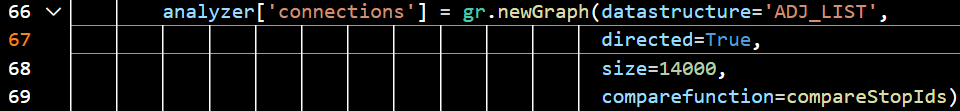 66 analyzer['connections'] = gr.newGraph(datastructure='ADJ_LIST',
67 directed=True,
68 size=14000,
69 comparefunction=compareStopIds)